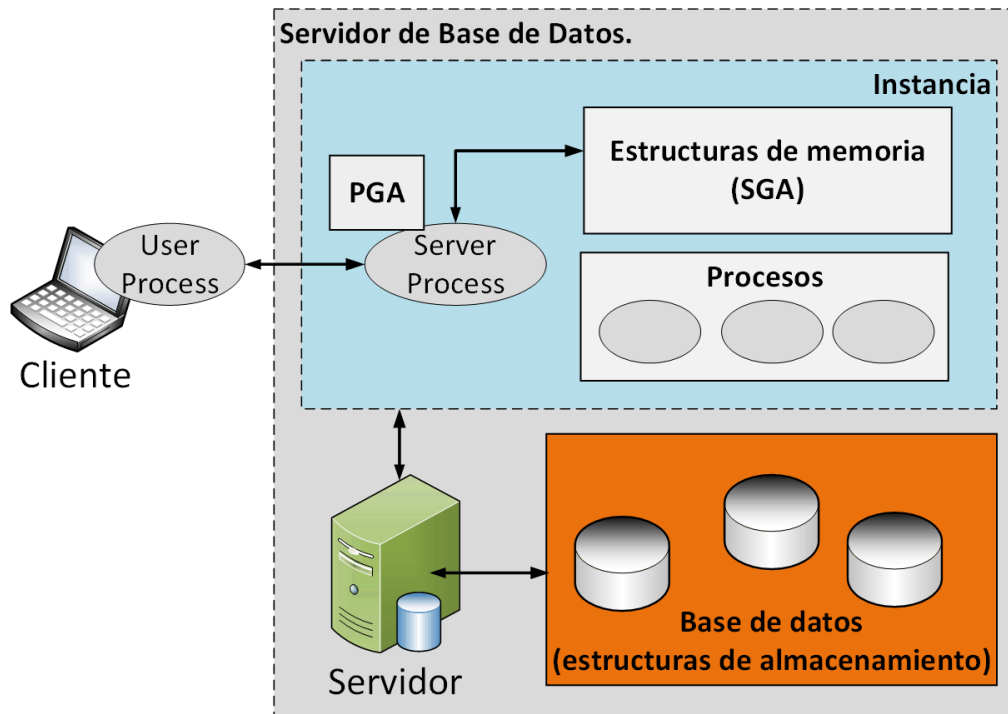 Servidor de Base de Datos.
Instancia
Estructuras de memoria
(SGA)
PGA
User
Process
Server
Process
Procesos
Cliente
Servidor
Base de datos
(estructuras de almacenamiento)